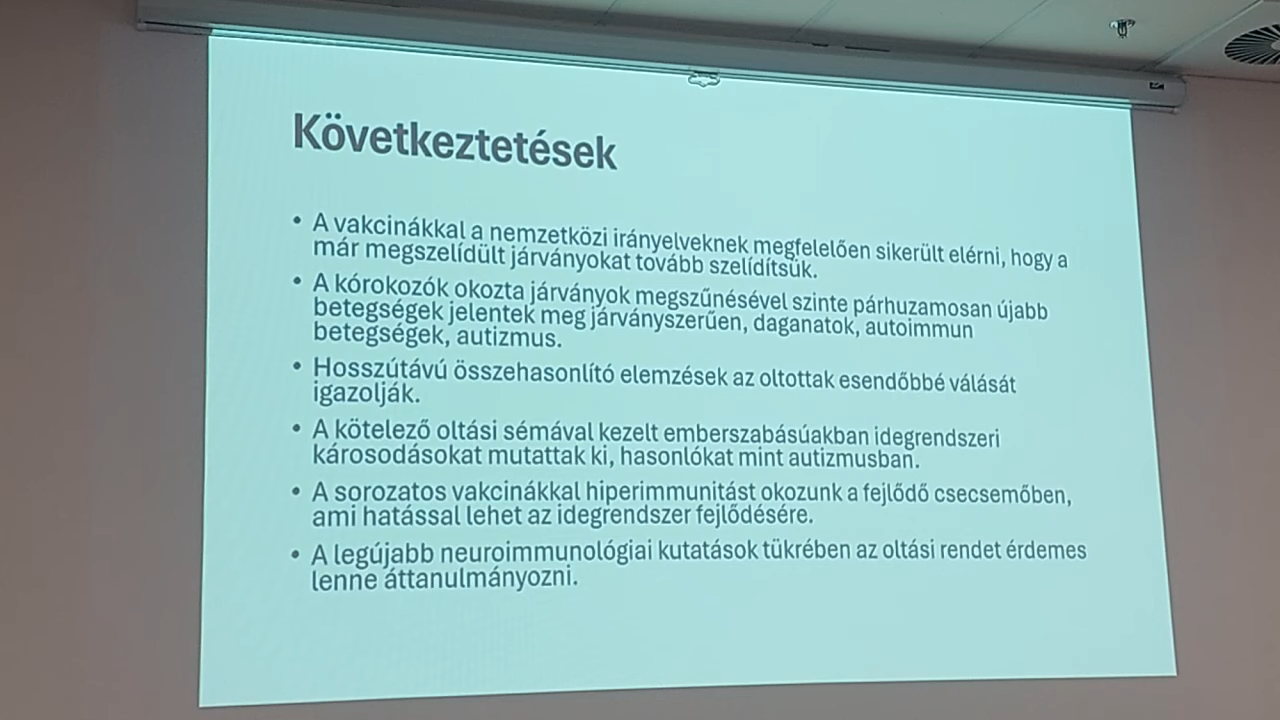 Következtetések
• A vakcinákkal a nemzetközi irányelveknek megfelelően sikerült elérni, hogy a
már megszelídült járványokat tovább szelídítsük.
• A kórokozók okozta járványok megszűnésével szinte párhuzamosan újabb
betegségek jelentek meg járványszerűen, daganatok, autoimmun
betegségek, autizmus.
• Hosszútávú összehasonlító elemzések az oltottak esendőbbé válását
igazolják.
• A kötelező oltási sémával kezelt emberszabásúakban idegrendszeri
károsodásokat mutattak ki, hasonlókat mint autizmusban.
• A sorozatos vakcinákkal hiperimmunitást okozunk a fejlődő csecsemőben,
ami hatással lehet az idegrendszer fejlődésére.
• A legújabb neuroimmunológiai kutatások tükrében az oltási rendet érdemes
lenne áttanulmányozni.